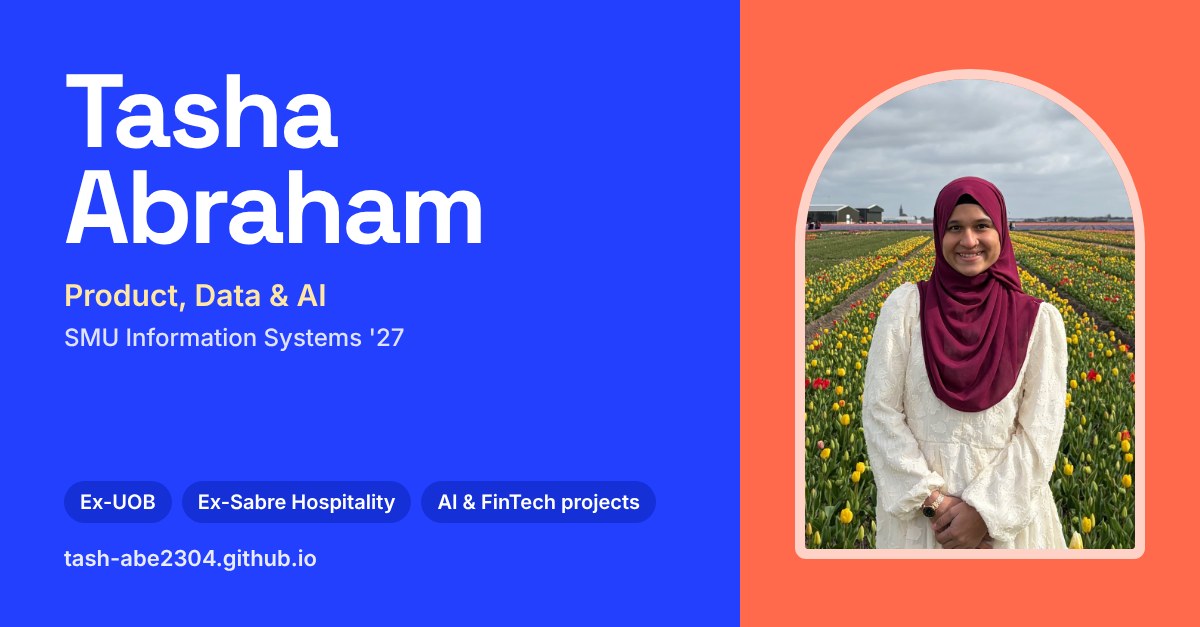 Tasha
Abraham
Product, Data & AI
SMU Information Systems '27
Ex-UOB
Ex-Sabre Hospitality
AI & FinTech projects
tash-abe2304.github.io